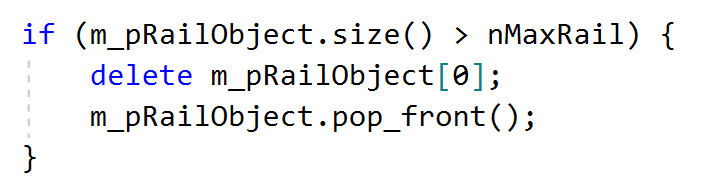 if (m_pRailObject.size() > nMaxRail) {
    delete m_pRailObject[0];
    m_pRailObject.pop_front();
}